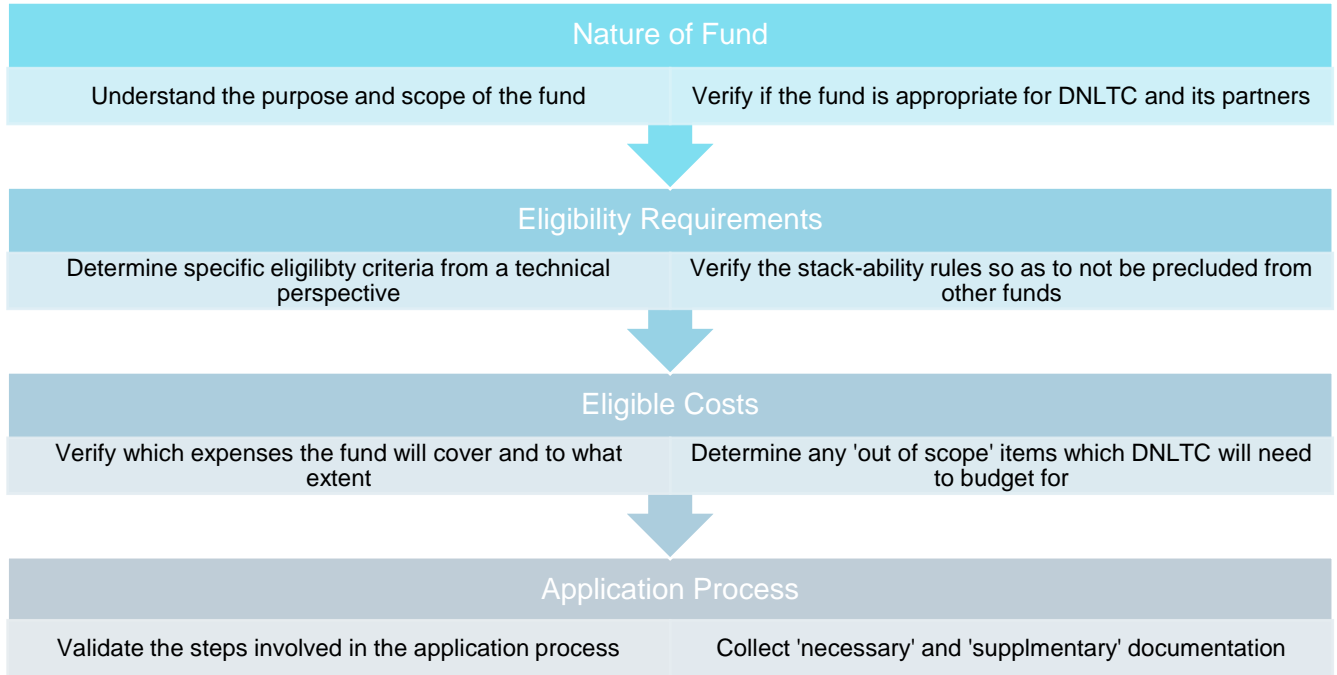 Nature of Fund
Understand the purpose and scope of the fund
Verify if the fund is appropriate for DNLTC and its partners
Eligibility Requirements
Determine specific eligilibty criteria from a technical
perspective
Verify the stack-ability rules so as to not be precluded from
other funds
Eligible Costs
Verify which expenses the fund will cover and to what
extent
Determine any 'out of scope' items which DNLTC will need
to budget for
Application Process
Validate the steps involved in the application process
Collect 'necessary' and 'supplmentary' documentation